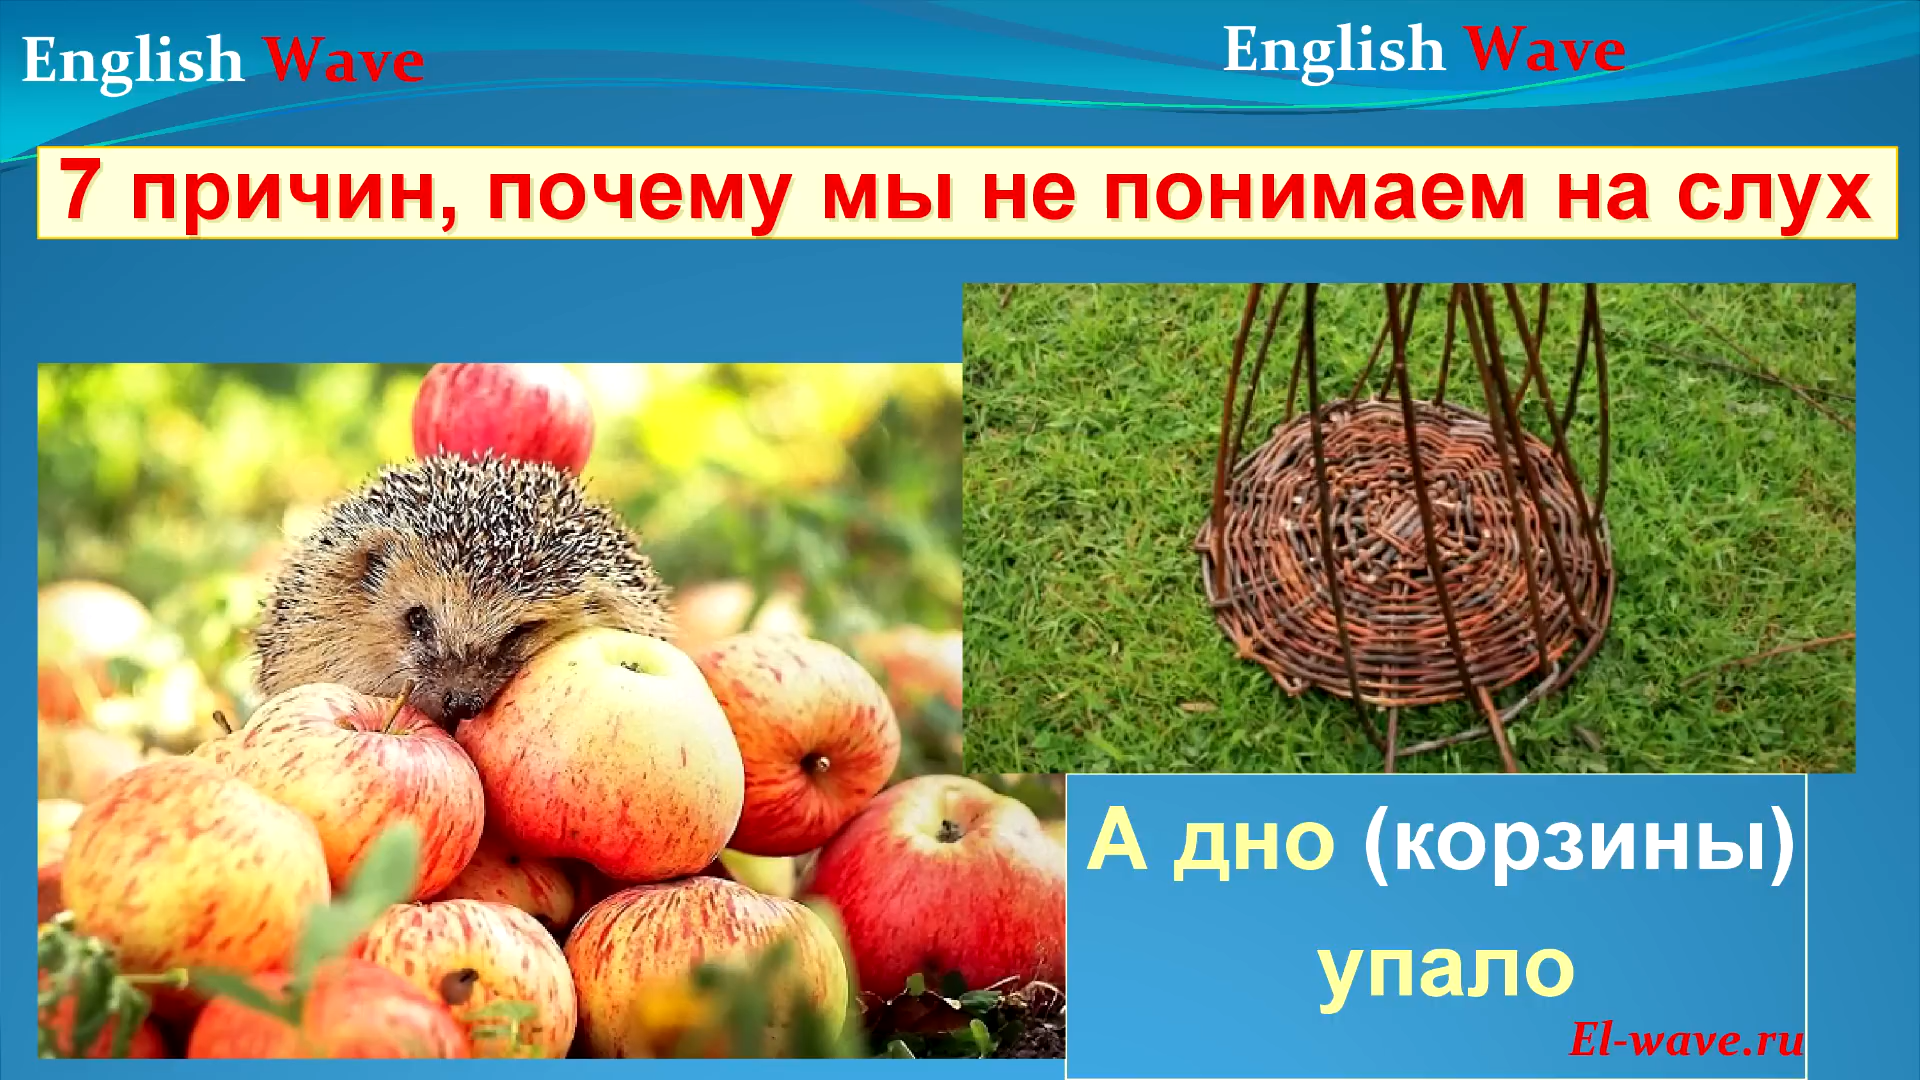 English Wave
English Wave
7 причин, почему мы не понимаем на слух
А дно (корзины)
упало
El-wave.ru